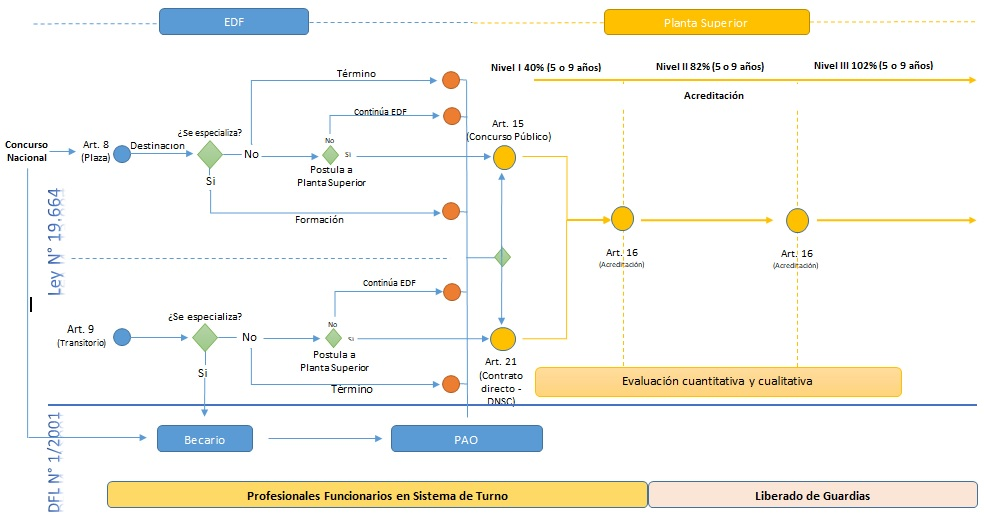 EDF
Planta Superior
Nivel I 40% (5 o 9 años)
Nivel II 82% (5 o 9 años)
Nivel III 102% (5 o 9 años)
Acreditación
Término
Continúa EDF
Concurso
Nacional
Art. 8
(Plaza)
Destinación
¿Se especializa?
No
Si
No
Si
Postula a
Planta Superior
Formación
Art. 15
(Concurso Público)
Art. 16
(Acreditación)
Art. 16
(Acreditación)
Ley N° 19.664
Continúa EDF
Art. 9
(Transitorio)
¿Se especializa?
No
Si
No
Si
Postula a
Planta Superior
Término
Art. 21
(Contrato
directo -
DNSC)
Evaluación cuantitativa y cualitativa
DFL N° 1/2001
Becario
PAO
Profesionales Funcionarios en Sistema de Turno
Liberado de Guardias